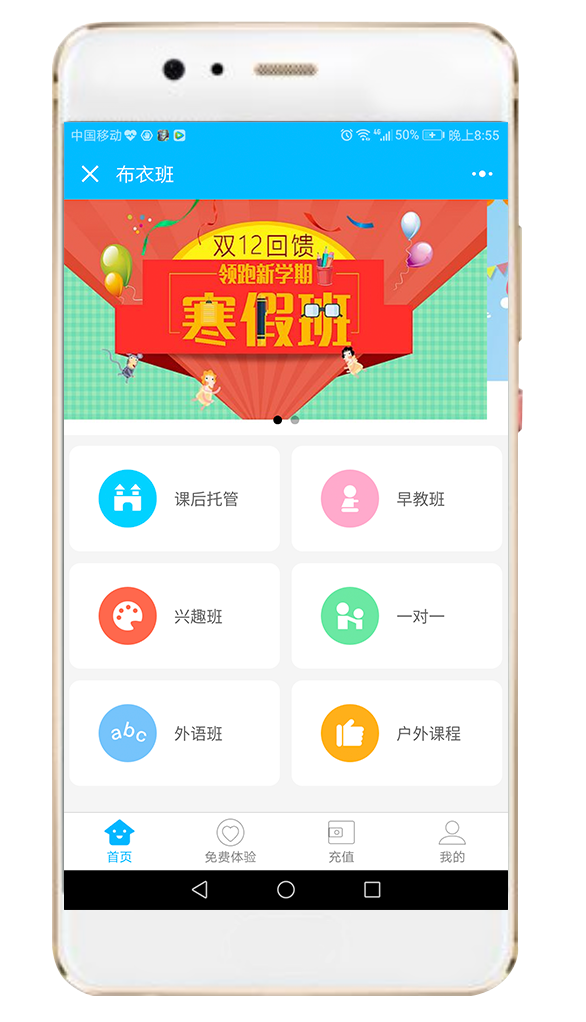 中国移动 46 50% 晚上8:55
布衣班
双12回馈
领跑新学期
寒假班
课后托管 早教班
兴趣班 一对一
abc 外语班 户外课程
首页 免费体验 充值 我的